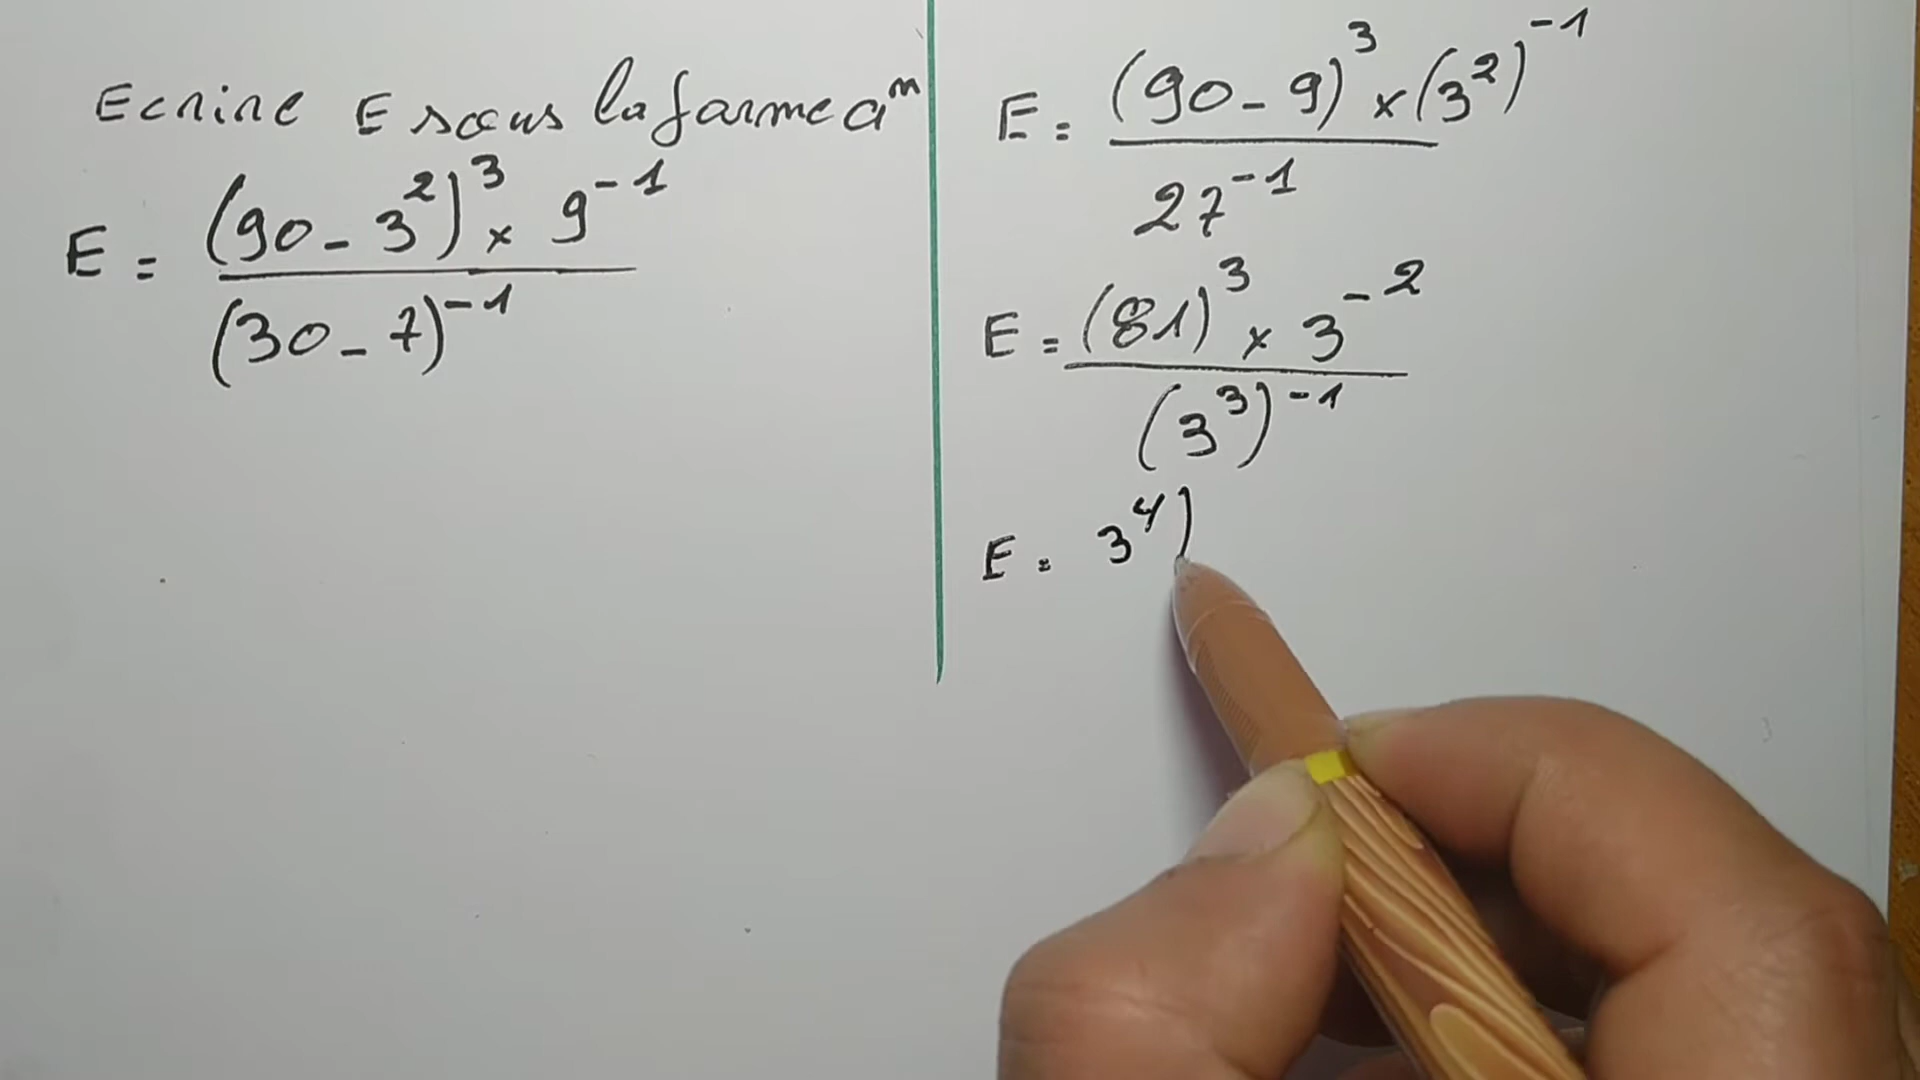 Ecrire E sous la forme aⁿ
E = (90 - 3²)³ × 9⁻¹
(30 - 7)⁻¹
E = (90 - 9)³ × (3²)⁻¹
27⁻¹
E = (81)³ × 3⁻²
(3³)⁻¹
E = 3⁴)